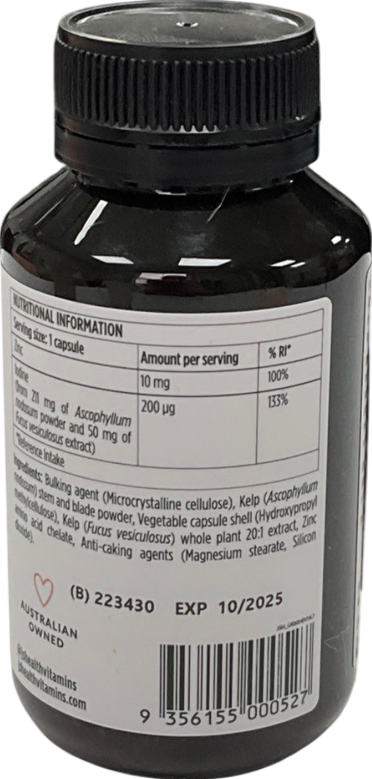 NUTRITIONAL INFORMATION
Serving size: 1 capsule
Amount per serving
% RI*
Zinc
10 mg
100%
Iodine
200 µg
133%
(from 211 mg of Ascophyllum
nodosum powder and 50 mg of
Fucus vesiculosus extract)
*Reference Intake
Ingredients: Bulking agent (Microcrystalline cellulose), Kelp (Ascophyllum
nodosum) stem and blade powder, Vegetable capsule shell (Hydroxypropyl
methylcellulose), Kelp (Fucus vesiculosus) whole plant 20:1 extract, Zinc
amino acid chelate, Anti-caking agents (Magnesium stearate, Silicon
dioxide).
(B) 223430 EXP 10/2025
AUSTRALIAN
OWNED
healthvitamins
healthvitamins.com
9 356155 000527